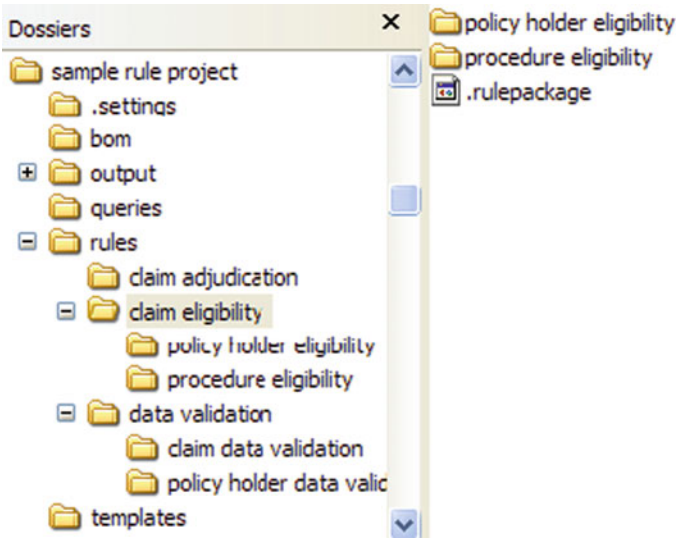 Dossiers
sample rule project
.settings
bom
output
queries
rules
claim adjudication
claim eligibility
policy holder eligibility
procedure eligibility
data validation
claim data validation
policy holder data valid
templates
policy holder eligibility
procedure eligibility
.rulepackage